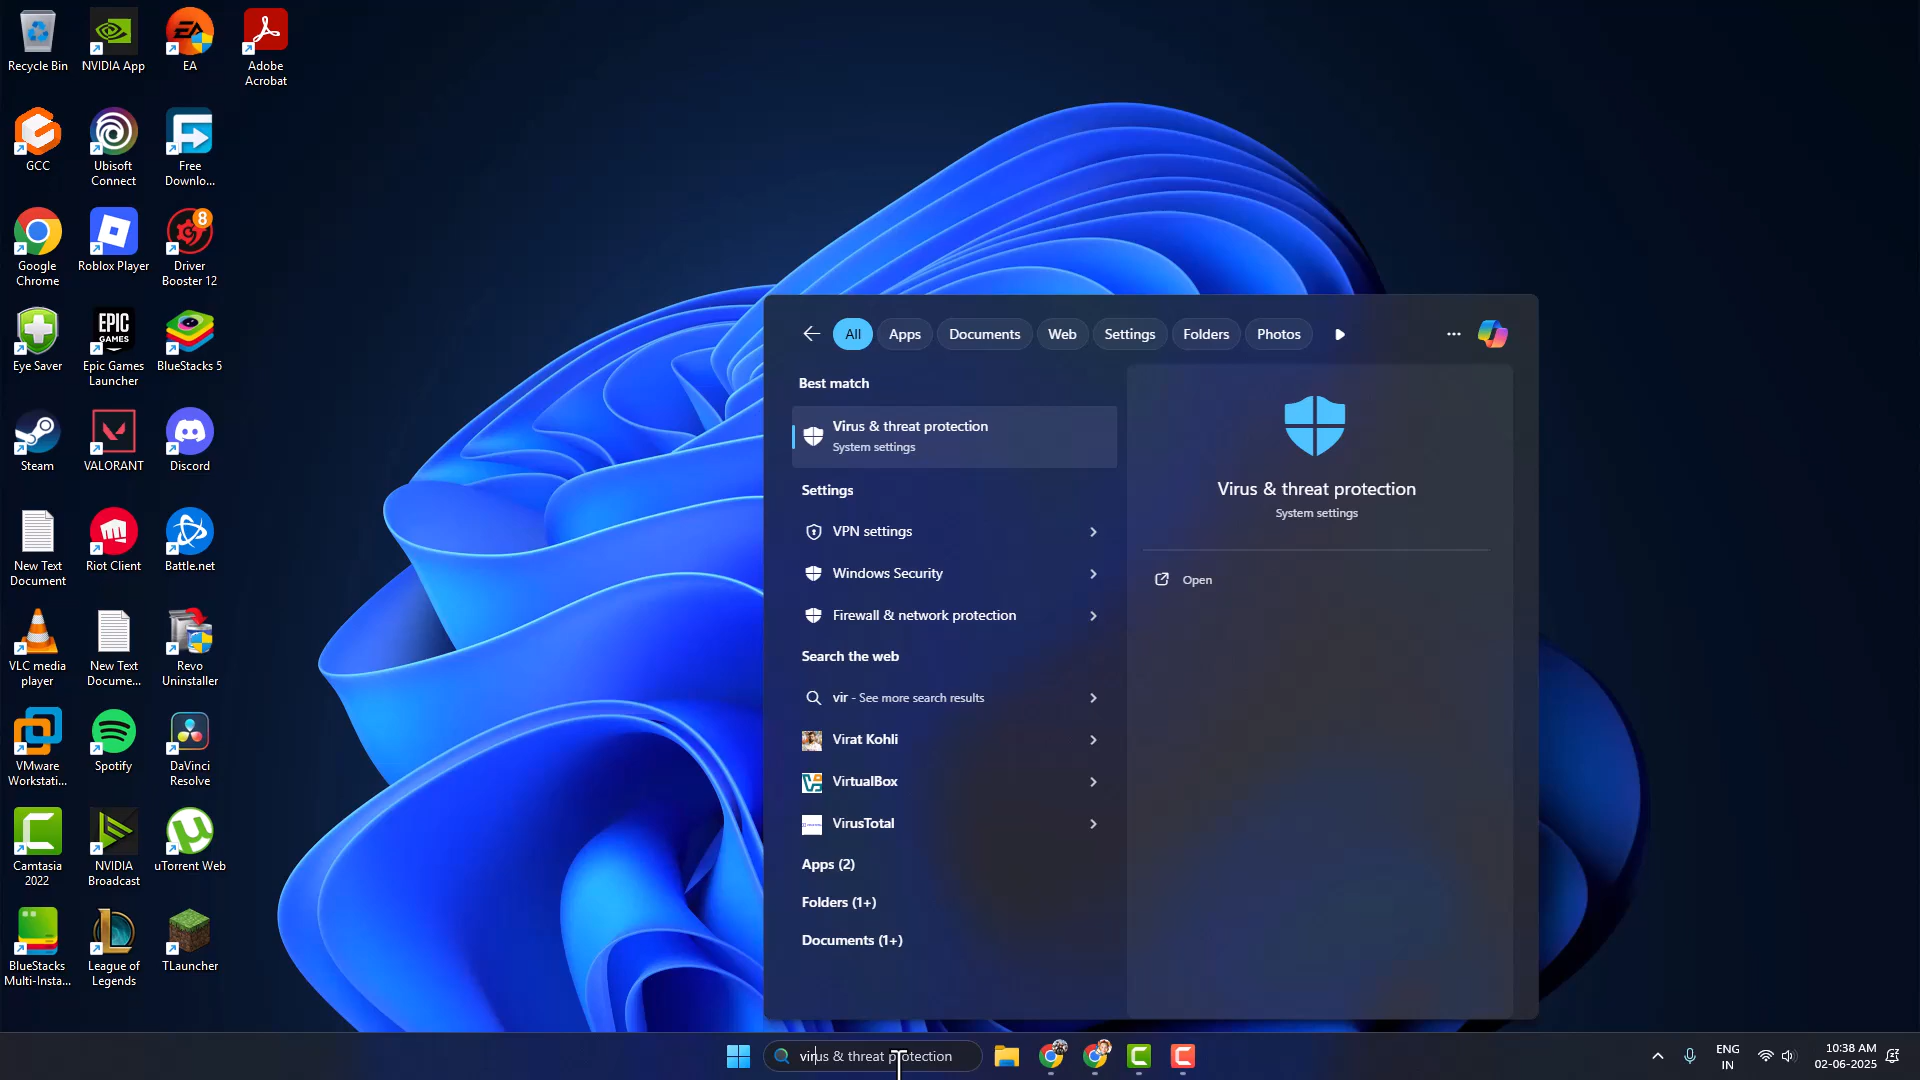 Recycle Bin
NVIDIA App
EA
Adobe
Acrobat
GCC
Ubisoft
Connect
Free
Downlo...
Google
Chrome
Roblox Player
8
Driver
Booster 12
Eye Saver
EPIC
GAMES
Epic Games
Launcher
BlueStacks 5
Steam
VALORANT
Discord
New Text
Document
Riot Client
Battle.net
VLC media
player
New Text
Docume...
Revo
Uninstaller
VMware
Workstati...
Spotify
DaVinci
Resolve
Camtasia
2022
NVIDIA
Broadcast
uTorrent Web
BlueStacks
Multi-Insta...
League of
Legends
TLauncher
All
Apps
Documents
Web
Settings
Folders
Photos
Best match
Virus & threat protection
System settings
Settings
VPN settings
Windows Security
Firewall & network protection
Search the web
vir - See more search results
Virat Kohli
VirtualBox
VirusTotal
Apps (2)
Folders (1+)
Documents (1+)
Virus & threat protection
System settings
Open
virus & threat protection
ENG
IN
10:38 AM
02-06-2025